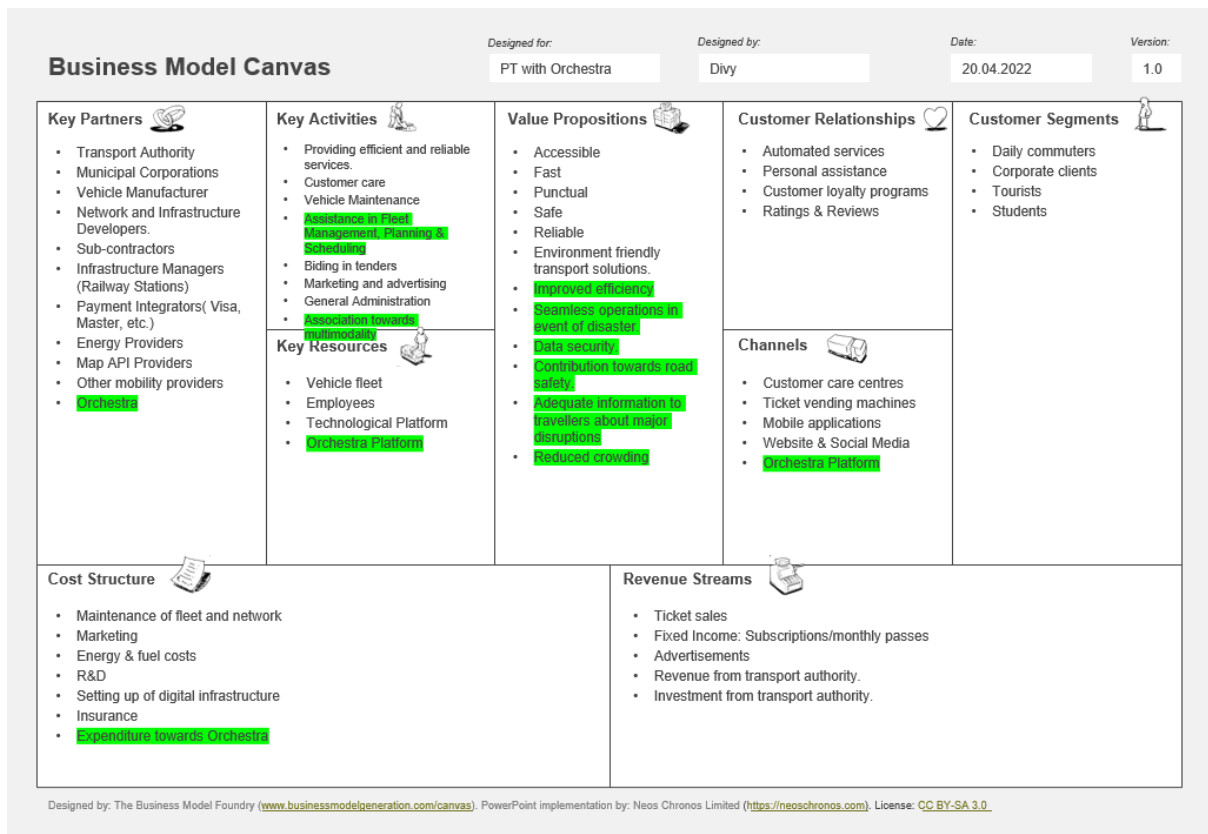 Designed for:
Designed by:
Date:
Version:
Business Model Canvas
PT with Orchestra
Divy
20.04.2022
1.0
Key Partners
• Transport Authority
• Municipal Corporations
• Vehicle Manufacturer
• Network and Infrastructure
Developers.
• Sub-contractors
• Infrastructure Managers
(Railway Stations)
• Payment Integrators( Visa,
Master, etc.)
• Energy Providers
• Map API Providers
• Other mobility providers
• Orchestra
Key Activities
• Providing efficient and reliable
services.
• Customer care
• Vehicle Maintenance
• Assistance in Fleet
Management, Planning &
Scheduling
• Biding in tenders
• Marketing and advertising
• General Administration
• Association towards
multimodality
Key Resources
• Vehicle fleet
• Employees
• Technological Platform
• Orchestra Platform
Value Propositions
• Accessible
• Fast
• Punctual
• Safe
• Reliable
• Environment friendly
transport solutions.
• Improved efficiency
• Seamless operations in
event of disaster.
• Data security.
• Contribution towards road
safety.
• Adequate information to
travellers about major
disruptions
• Reduced crowding
Customer Relationships
• Automated services
• Personal assistance
• Customer loyalty programs
• Ratings & Reviews
Channels
• Customer care centres
• Ticket vending machines
• Mobile applications
• Website & Social Media
• Orchestra Platform
Customer Segments
• Daily commuters
• Corporate clients
• Tourists
• Students
Cost Structure
• Maintenance of fleet and network
• Marketing
• Energy & fuel costs
• R&D
• Setting up of digital infrastructure
• Insurance
• Expenditure towards Orchestra
Revenue Streams
• Ticket sales
• Fixed Income: Subscriptions/monthly passes
• Advertisements
• Revenue from transport authority.
• Investment from transport authority.
Designed by: The Business Model Foundry (www.businessmodelgeneration.com/canvas). PowerPoint implementation by: Neos Chronos Limited (https://neoschronos.com). License: CC BY-SA 3.0